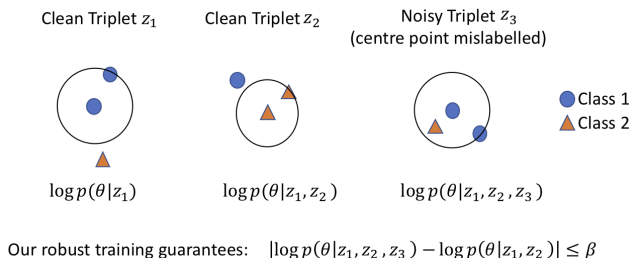 Clean Triplet z₁
Clean Triplet z₂
Noisy Triplet z₃
(centre point mislabelled)
Class 1
Class 2
log p(θ|z₁)
log p(θ|z₁, z₂)
log p(θ|z₁, z₂ , z₃)
Our robust training guarantees: |log p(θ|z₁, z₂ , z₃) − log p(θ|z₁, z₂)| ≤ β